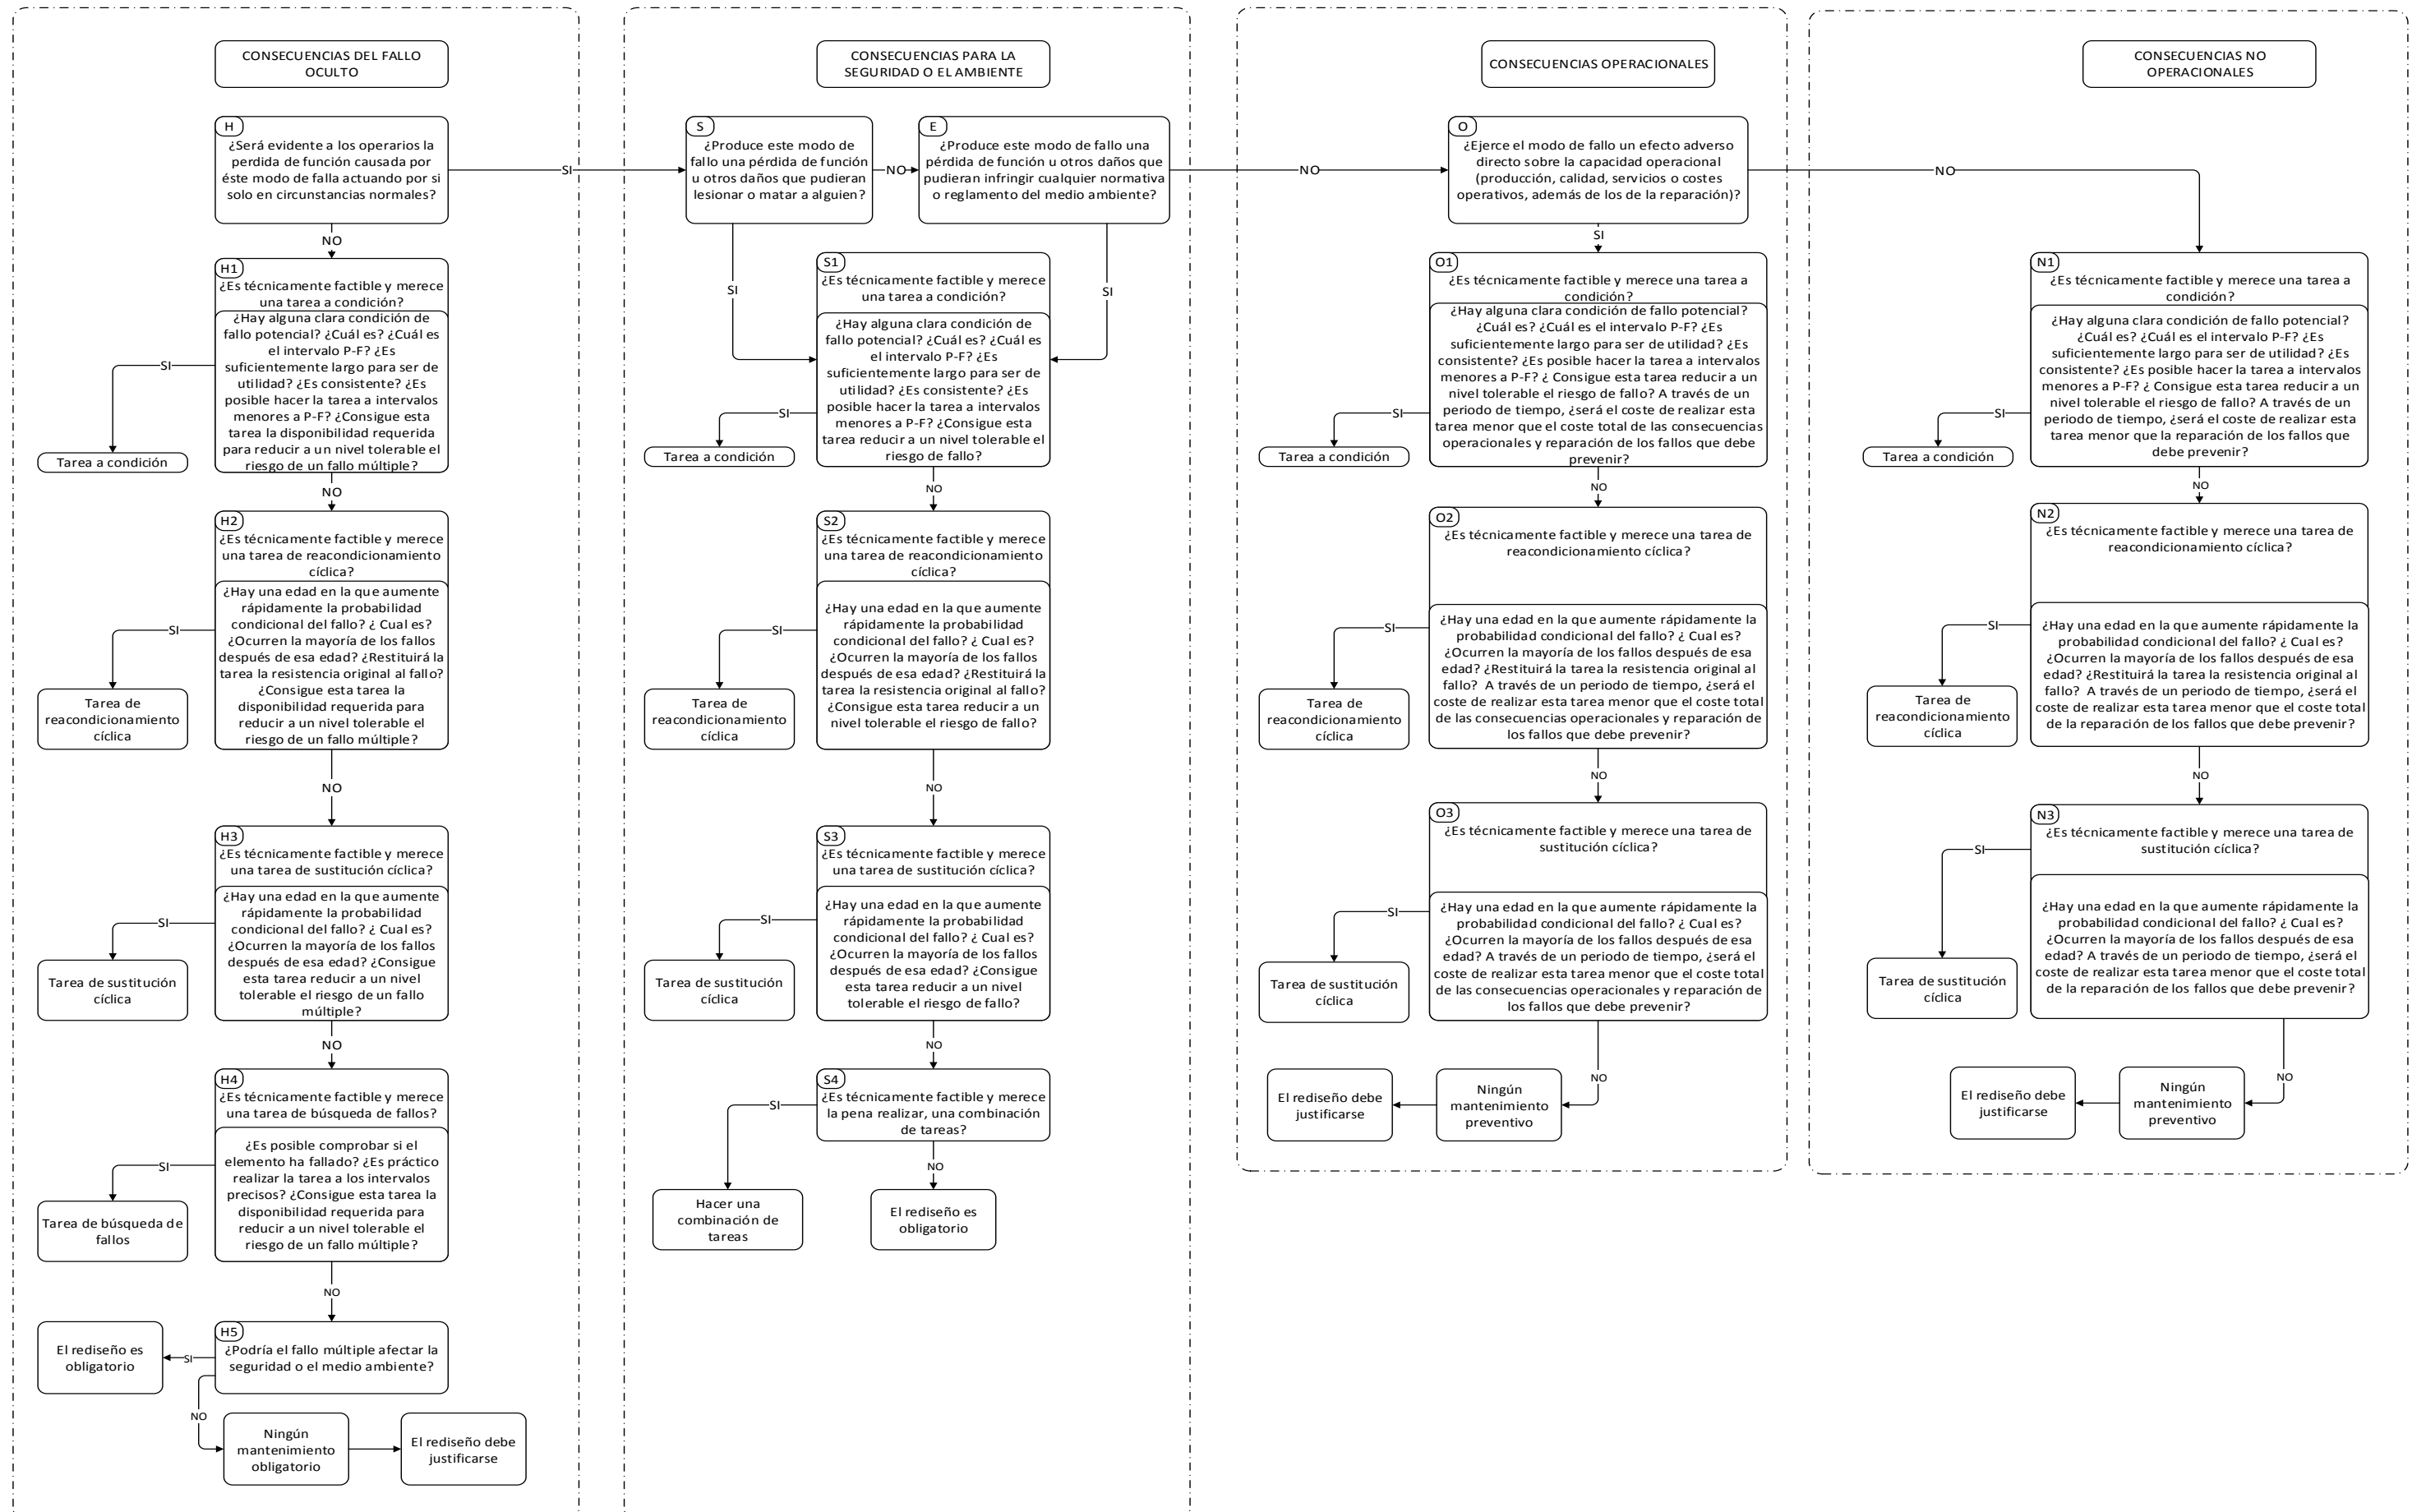 CONSECUENCIAS DEL FALLO
OCULTO
H
¿Será evidente a los operarios la
perdida de función causada por
éste modo de falla actuando por si
solo en circunstancias normales?
SI
NO
H1
¿Es técnicamente factible y merece
una tarea a condición?
¿Hay alguna clara condición de
fallo potencial? ¿Cuál es? ¿Cuál es
el intervalo P-F? ¿Es
suficientemente largo para ser de
utilidad? ¿Es consistente? ¿Es
posible hacer la tarea a intervalos
menores a P-F? ¿Consigue esta
tarea la disponibilidad requerida
para reducir a un nivel tolerable el
riesgo de un fallo múltiple?
SI
Tarea a condición
NO
H2
¿Es técnicamente factible y merece
una tarea de reacondicionamiento
cíclica?
¿Hay una edad en la que aumente
rápidamente la probabilidad
condicional del fallo? ¿ Cual es?
¿Ocurren la mayoría de los fallos
después de esa edad? ¿Restituirá la
tarea la resistencia original al fallo?
¿Consigue esta tarea la
disponibilidad requerida para
reducir a un nivel tolerable el
riesgo de un fallo múltiple?
SI
Tarea de
reacondicionamiento
cíclica
NO
H3
¿Es técnicamente factible y merece
una tarea de sustitución cíclica?
¿Hay una edad en la que aumente
rápidamente la probabilidad
condicional del fallo? ¿ Cual es?
¿Ocurren la mayoría de los fallos
después de esa edad? ¿Consigue
esta tarea reducir a un nivel
tolerable el riesgo de un fallo
múltiple?
SI
Tarea de sustitución
cíclica
NO
H4
¿Es técnicamente factible y merece
una tarea de búsqueda de fallos?
¿Es posible comprobar si el
elemento ha fallado? ¿Es práctico
realizar la tarea a los intervalos
precisos? ¿Consigue esta tarea la
disponibilidad requerida para
reducir a un nivel tolerable el
riesgo de un fallo múltiple?
SI
Tarea de búsqueda de
fallos
NO
H5
¿Podría el fallo múltiple afectar la
seguridad o el medio ambiente?
SI
El rediseño es
obligatorio
NO
Ningún
mantenimiento
obligatorio
El rediseño debe
justificarse
CONSECUENCIAS PARA LA
SEGURIDAD O EL AMBIENTE
S
¿Produce este modo de
fallo una pérdida de función
u otros daños que pudieran
lesionar o matar a alguien?
NO
E
¿Produce este modo de fallo una
pérdida de función u otros daños que
pudieran infringir cualquier normativa
o reglamento del medio ambiente?
NO
SI
SI
S1
¿Es técnicamente factible y merece
una tarea a condición?
¿Hay alguna clara condición de
fallo potencial? ¿Cuál es? ¿Cuál es
el intervalo P-F? ¿Es
suficientemente largo para ser de
utilidad? ¿Es consistente? ¿Es
posible hacer la tarea a intervalos
menores a P-F? ¿Consigue esta
tarea reducir a un nivel tolerable el
riesgo de fallo?
SI
Tarea a condición
NO
S2
¿Es técnicamente factible y merece
una tarea de reacondicionamiento
cíclica?
¿Hay una edad en la que aumente
rápidamente la probabilidad
condicional del fallo? ¿ Cual es?
¿Ocurren la mayoría de los fallos
después de esa edad? ¿Restituirá la
tarea la resistencia original al fallo?
¿Consigue esta tarea reducir a un
nivel tolerable el riesgo de fallo?
SI
Tarea de
reacondicionamiento
cíclica
NO
S3
¿Es técnicamente factible y merece
una tarea de sustitución cíclica?
¿Hay una edad en la que aumente
rápidamente la probabilidad
condicional del fallo? ¿ Cual es?
¿Ocurren la mayoría de los fallos
después de esa edad? ¿Consigue
esta tarea reducir a un nivel
tolerable el riesgo de fallo?
SI
Tarea de sustitución
cíclica
NO
S4
¿Es técnicamente factible y merece
la pena realizar, una combinación
de tareas?
SI
Hacer una
combinación de
tareas
NO
El rediseño es
obligatorio
CONSECUENCIAS OPERACIONALES
O
¿Ejerce el modo de fallo un efecto adverso
directo sobre la capacidad operacional
(producción, calidad, servicios o costes
operativos, además de los de la reparación)?
NO
SI
O1
¿Es técnicamente factible y merece una tarea a
condición?
¿Hay alguna clara condición de fallo potencial?
¿Cuál es? ¿Cuál es el intervalo P-F? ¿Es
suficientemente largo para ser de utilidad? ¿Es
consistente? ¿Es posible hacer la tarea a intervalos
menores a P-F? ¿ Consigue esta tarea reducir a un
nivel tolerable el riesgo de fallo? A través de un
periodo de tiempo, ¿será el coste de realizar esta
tarea menor que el coste total de las consecuencias
operacionales y reparación de los fallos que debe
prevenir?
SI
Tarea a condición
NO
O2
¿Es técnicamente factible y merece una tarea de
reacondicionamiento cíclica?
¿Hay una edad en la que aumente rápidamente la
probabilidad condicional del fallo? ¿ Cual es?
¿Ocurren la mayoría de los fallos después de esa
edad? ¿Restituirá la tarea la resistencia original al
fallo?  A través de un periodo de tiempo, ¿será el
coste de realizar esta tarea menor que el coste total
de las consecuencias operacionales y reparación de
los fallos que debe prevenir?
SI
Tarea de
reacondicionamiento
cíclica
NO
O3
¿Es técnicamente factible y merece una tarea de
sustitución cíclica?
¿Hay una edad en la que aumente rápidamente la
probabilidad condicional del fallo? ¿ Cual es?
¿Ocurren la mayoría de los fallos después de esa
edad? A través de un periodo de tiempo, ¿será el
coste de realizar esta tarea menor que el coste total
de las consecuencias operacionales y reparación de
los fallos que debe prevenir?
SI
Tarea de sustitución
cíclica
NO
Ningún
mantenimiento
preventivo
El rediseño debe
justificarse
CONSECUENCIAS NO
OPERACIONALES
N1
¿Es técnicamente factible y merece una tarea a
condición?
¿Hay alguna clara condición de fallo potencial?
¿Cuál es? ¿Cuál es el intervalo P-F? ¿Es
suficientemente largo para ser de utilidad? ¿Es
consistente? ¿Es posible hacer la tarea a intervalos
menores a P-F? ¿ Consigue esta tarea reducir a un
nivel tolerable el riesgo de fallo? A través de un
periodo de tiempo, ¿será el coste de realizar esta
tarea menor que la reparación de los fallos que
debe prevenir?
SI
Tarea a condición
NO
N2
¿Es técnicamente factible y merece una tarea de
reacondicionamiento cíclica?
¿Hay una edad en la que aumente rápidamente la
probabilidad condicional del fallo? ¿ Cual es?
¿Ocurren la mayoría de los fallos después de esa
edad? ¿Restituirá la tarea la resistencia original al
fallo?  A través de un periodo de tiempo, ¿será el
coste de realizar esta tarea menor que el coste total
de la reparación de los fallos que debe prevenir?
SI
Tarea de
reacondicionamiento
cíclica
NO
N3
¿Es técnicamente factible y merece una tarea de
sustitución cíclica?
¿Hay una edad en la que aumente rápidamente la
probabilidad condicional del fallo? ¿ Cual es?
¿Ocurren la mayoría de los fallos después de esa
edad? A través de un periodo de tiempo, ¿será el
coste de realizar esta tarea menor que el coste total
de la reparación de los fallos que debe prevenir?
SI
Tarea de sustitución
cíclica
NO
Ningún
mantenimiento
preventivo
El rediseño debe
justificarse